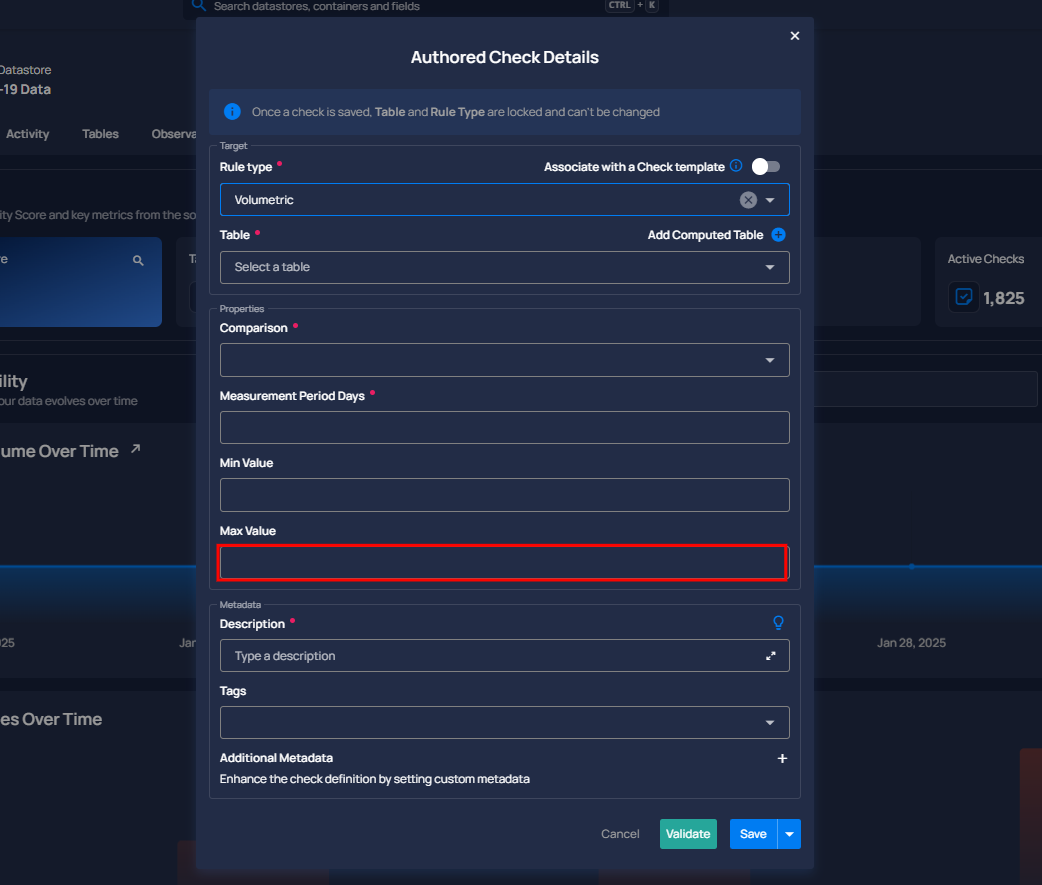 Search datastores, containers and fields
CTRL + K
Authored Check Details
Datastore
-19 Data
Once a check is saved, Table and Rule Type are locked and can't be changed
Activity Tables Observa
Target
Rule type *
Associate with a Check template
Volumetric
ity Score and key metrics from the so
Table *
Add Computed Table
Select a table
Active Checks
1,825
Properties
Comparison *
ility
our data evolves over time
Measurement Period Days *
ume Over Time
Min Value
Max Value
Metadata
Description *
025
Jan
Jan 28, 2025
Type a description
Tags
es Over Time
Additional Metadata
Enhance the check definition by setting custom metadata
Cancel
Validate
Save